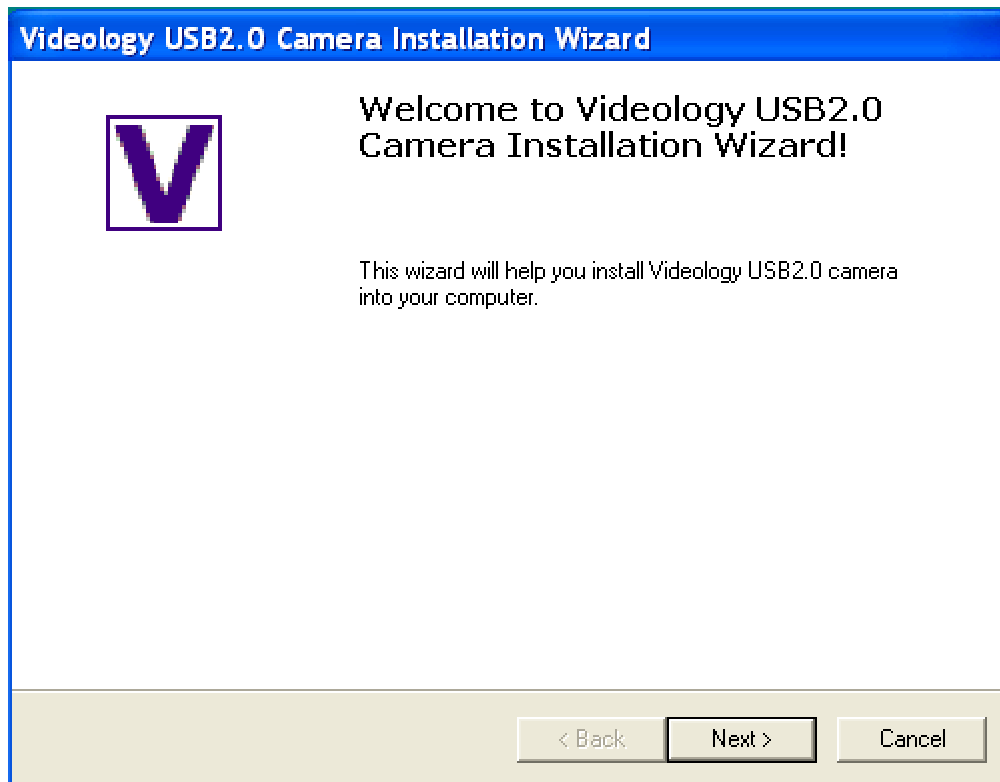 Videology USB2.0 Camera Installation Wizard
V
Welcome to Videology USB2.0
Camera Installation Wizard!
This wizard will help you install Videology USB2.0 camera
into your computer.
< Back
Next >
Cancel